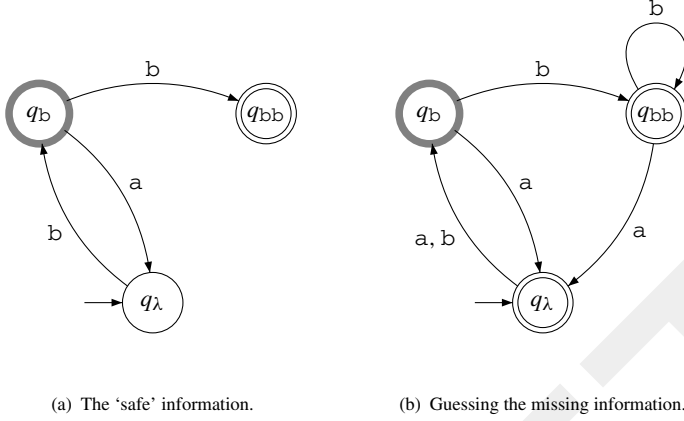 b
b
b
q_b
q_bb
q_b
q_bb
a
a
b
a, b
a
q_λ
q_λ
(a) The 'safe' information.
(b) Guessing the missing information.